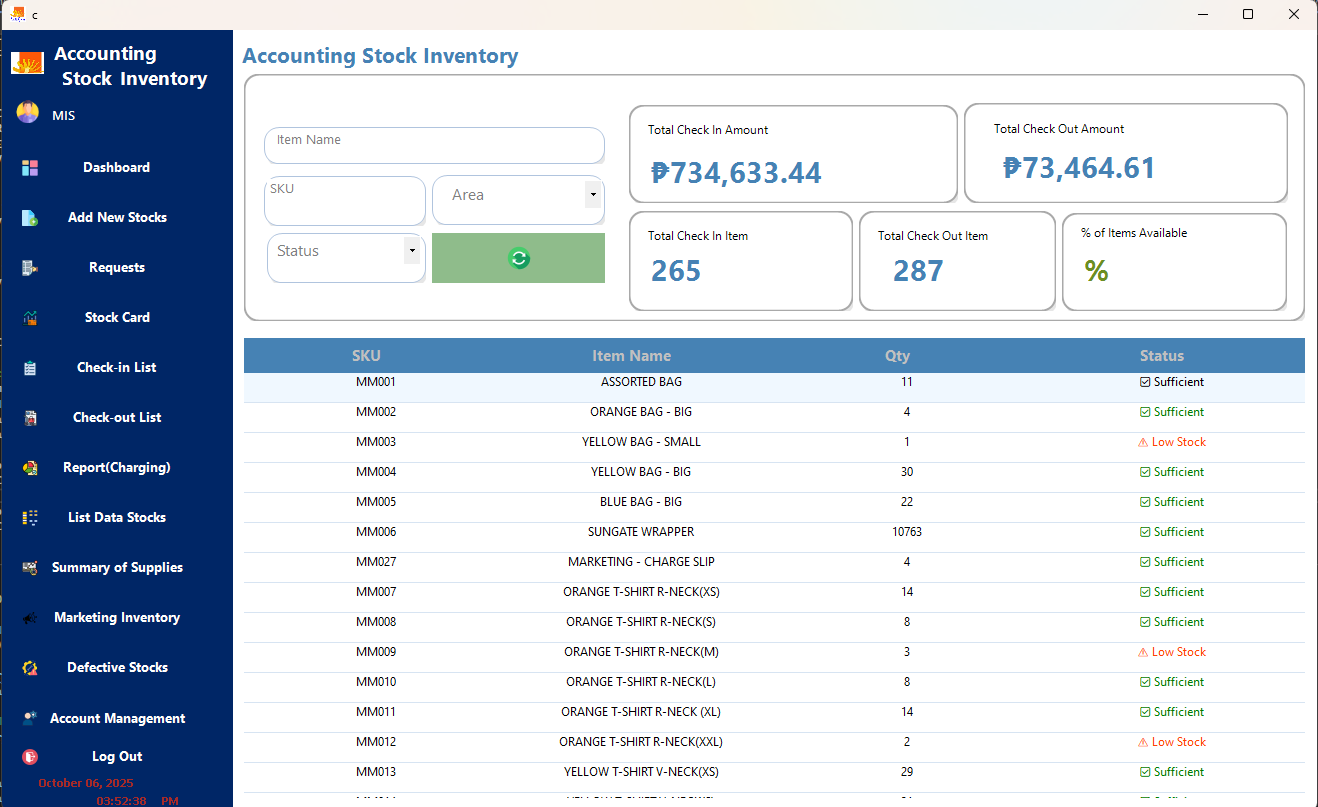 c
Accounting
Stock Inventory
MIS
Dashboard
Add New Stocks
Requests
Stock Card
Check-in List
Check-out List
Report(Charging)
List Data Stocks
Summary of Supplies
Marketing Inventory
Defective Stocks
Account Management
Log Out
October 06, 2025
03:52:38 PM
Accounting Stock Inventory
Item Name
SKU
Area
Status
Total Check In Amount
₱734,633.44
Total Check Out Amount
₱73,464.61
Total Check In Item
265
Total Check Out Item
287
% of Items Available
%
SKU Item Name Qty Status
MM001 ASSORTED BAG 11 Sufficient
MM002 ORANGE BAG - BIG 4 Sufficient
MM003 YELLOW BAG - SMALL 1 Low Stock
MM004 YELLOW BAG - BIG 30 Sufficient
MM005 BLUE BAG - BIG 22 Sufficient
MM006 SUNGATE WRAPPER 10763 Sufficient
MM027 MARKETING - CHARGE SLIP 4 Sufficient
MM007 ORANGE T-SHIRT R-NECK(XS) 14 Sufficient
MM008 ORANGE T-SHIRT R-NECK(S) 8 Sufficient
MM009 ORANGE T-SHIRT R-NECK(M) 3 Low Stock
MM010 ORANGE T-SHIRT R-NECK(L) 8 Sufficient
MM011 ORANGE T-SHIRT R-NECK (XL) 14 Sufficient
MM012 ORANGE T-SHIRT R-NECK(XXL) 2 Low Stock
MM013 YELLOW T-SHIRT V-NECK(XS) 29 Sufficient